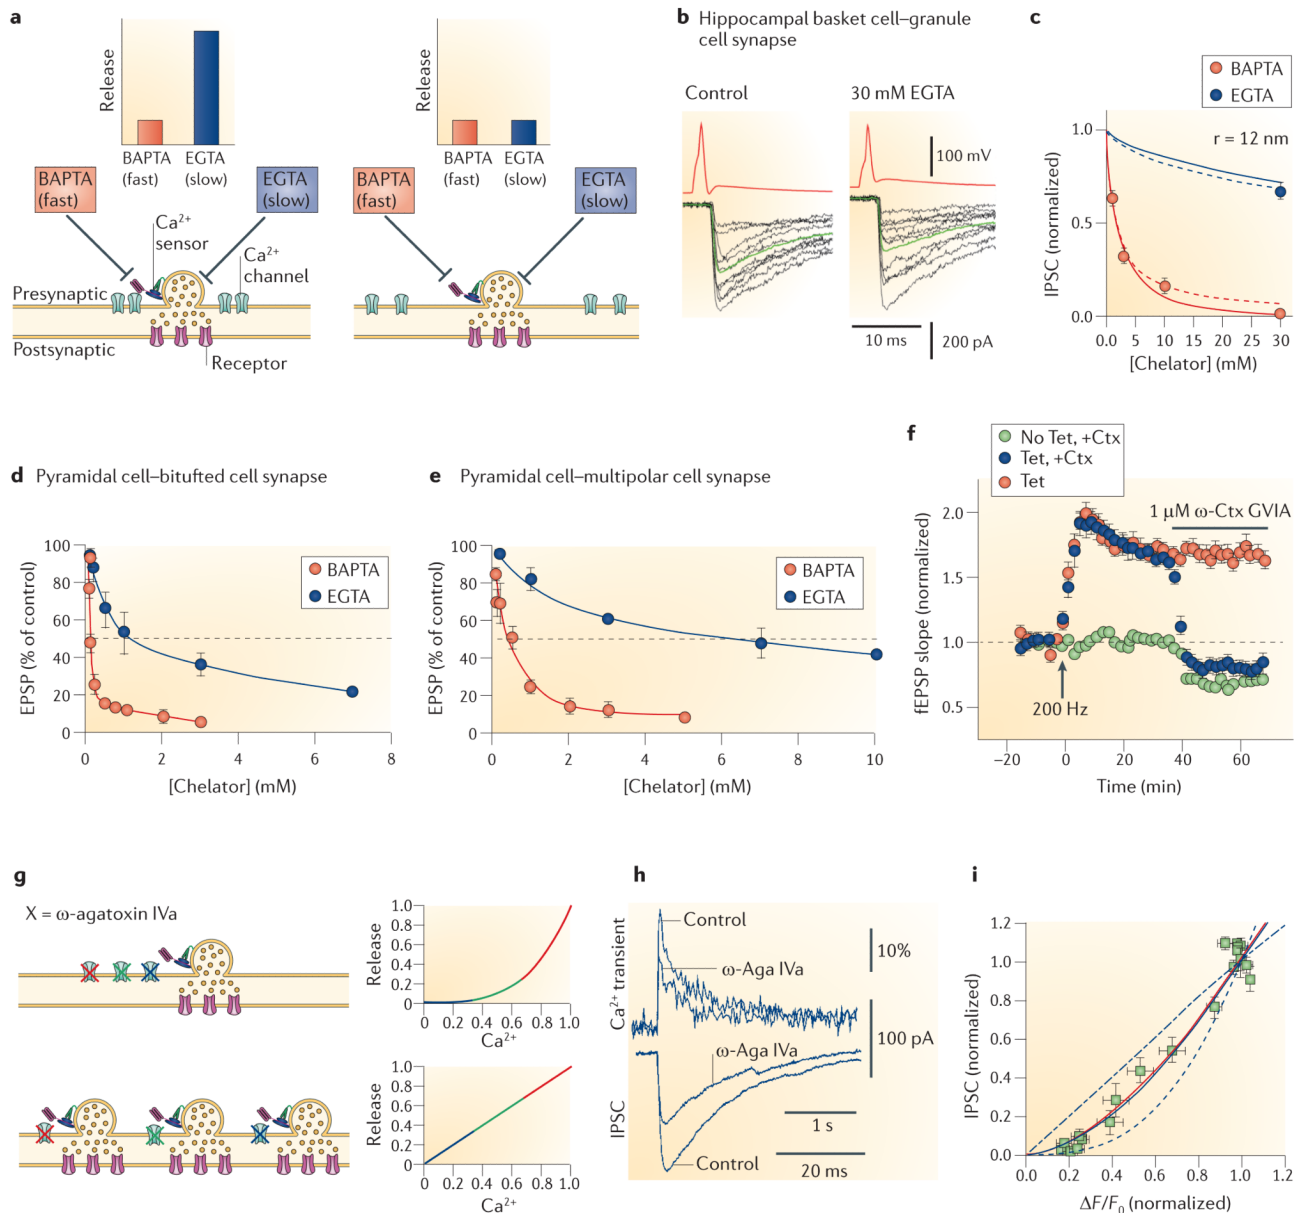 a
Release
BAPTA
(fast)
EGTA
(slow)
BAPTA
(fast)
EGTA
(slow)
Ca2+
sensor
Ca2+
channel
Presynaptic
Postsynaptic
Receptor
Release
BAPTA
(fast)
EGTA
(slow)
BAPTA
(fast)
EGTA
(slow)
b Hippocampal basket cell–granule
cell synapse
Control
30 mM EGTA
100 mV
10 ms
200 pA
c
BAPTA
EGTA
r = 12 nm
IPSC (normalized)
1.0
0.5
0.0
0.0 5 10 15 20 25 30
[Chelator] (mM)
d Pyramidal cell–bitufted cell synapse
BAPTA
EGTA
EPSP (% of control)
100
80
60
40
20
0
0 2 4 6 8
[Chelator] (mM)
e Pyramidal cell–multipolar cell synapse
BAPTA
EGTA
EPSP (% of control)
100
80
60
40
20
0
0 2 4 6 8 10
[Chelator] (mM)
f
No Tet, +Ctx
Tet, +Ctx
Tet
1 μM ω-Ctx GVIA
fEPSP slope (normalized)
2.0
1.5
1.0
0.5
200 Hz
–20 0 20 40 60
Time (min)
g
X = ω-agatoxin IVa
Release
1.0
0.8
0.6
0.4
0.2
0
0 0.2 0.4 0.6 0.8 1.0
Ca2+
Release
1.0
0.8
0.6
0.4
0.2
0
0 0.2 0.4 0.6 0.8 1.0
Ca2+
h
Ca2+ transient
Control
ω-Aga IVa
10%
100 pA
ω-Aga IVa
IPSC
Control
1 s
20 ms
i
IPSC (normalized)
1.2
1.0
0.8
0.6
0.4
0.2
0.0
0.0 0.2 0.4 0.6 0.8 1.0 1.2
ΔF/F0 (normalized)